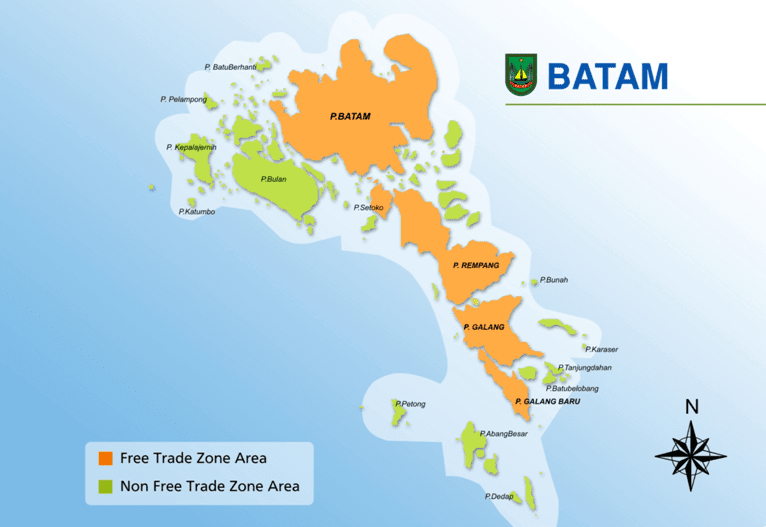 BATAM
P. BatuBerhanti
P. Pelampong
P.BATAM
P. Kepalajernih
P.Bulan
P.Katumbo
P.Setoko
P. REMPANG
P.Bunah
P. GALANG
P.Karaser
P.Tanjungdahan
P.Batubelobang
P. GALANG BARU
P.Petong
P.AbangBesar
P.Dedap
N
Free Trade Zone Area
Non Free Trade Zone Area